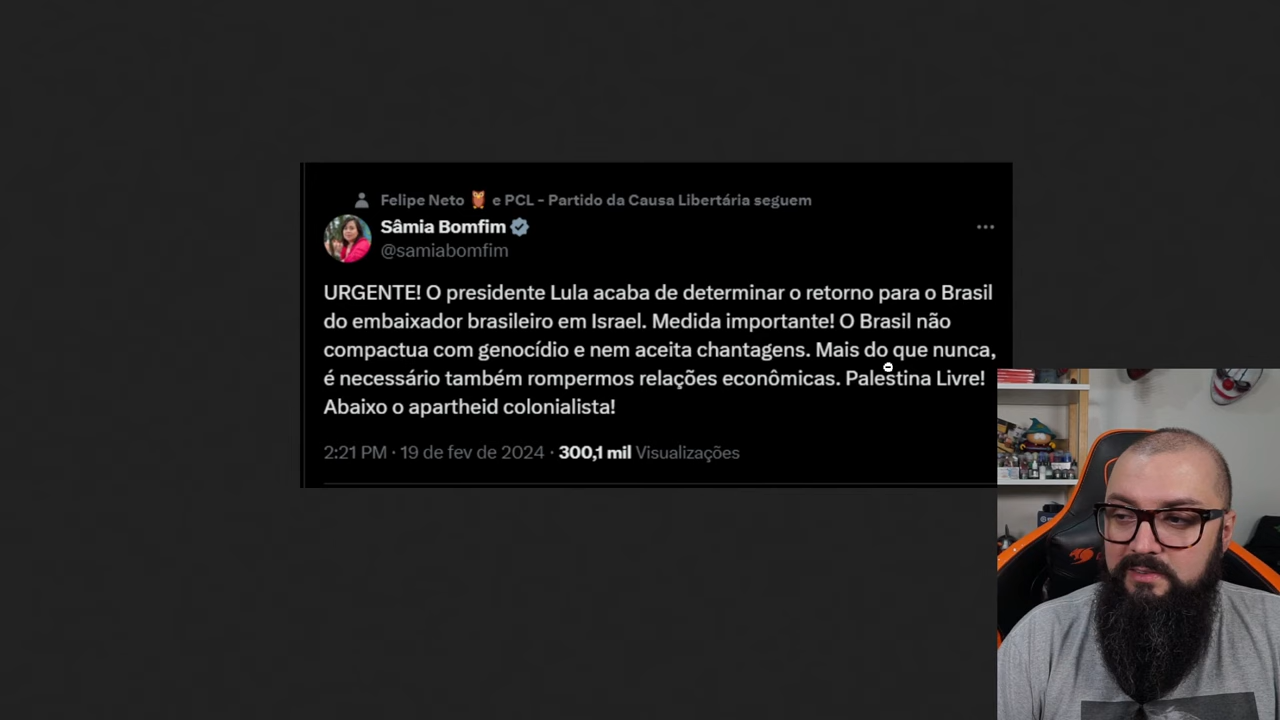 Felipe Neto 🦉 e PCL - Partido da Causa Libertária seguem
Sâmia Bomfim
@samiabomfim
URGENTE! O presidente Lula acaba de determinar o retorno para o Brasil
do embaixador brasileiro em Israel. Medida importante! O Brasil não
compactua com genocídio e nem aceita chantagens. Mais do que nunca,
é necessário também rompermos relações econômicas. Palestina Livre!
Abaixo o apartheid colonialista!
2:21 PM · 19 de fev de 2024 · 300,1 mil Visualizações